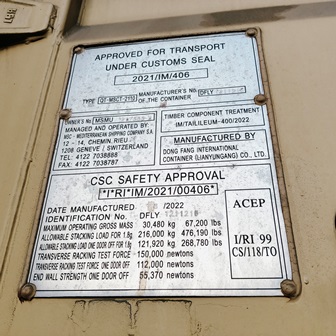 APPROVED FOR TRANSPORT
UNDER CUSTOMS SEAL
2021/IM/406
TYPE QT-MSCT-
MANUFACTURER'S No.
OF THE CONTAINER
DFLY
OWNER'S No MSMU
MANAGED AND OPERATED BY:
MSC - MEDITERRANEAN SHIPPING COMPANY S.A.
12 - 14, CHEMIN.RIEU
1208 GENEVE / SWITZERLAND
TEL: 4122 7038888
FAX: 4122 7038787
TIMBER COMPONENT TREATMENT
IM/TAILILEUM-400/2022
MANUFACTURED BY
DONG FANG INTERNATIONAL
CONTAINER (LIANYUNGANG) CO., LTD
CSC SAFETY APPROVAL
*I*RI*IM/2021/00406*
DATE MANUFACTURED /2022
IDENTIFICATION No. DFLY
MAXIMUM OPERATING GROSS MASS 30,480 kg 67,200 lbs
ALLOWABLE STACKING LOAD FOR 1.8g 216,000 kg 476,190 lbs
ALLOWABLE STACKING LOAD ONE DOOR OFF FOR 1.8g 121,920 kg 268,780 lbs
TRANSVERSE RACKING TEST FORCE 150,000 newtons
TRANSVERSE RACKING TEST FORCE ONE DOOR OFF 112,000 newtons
END WALL STRENGTH ONE DOOR OFF 55,370 newtons
ACEP
I/RI 99
CS/118/TO